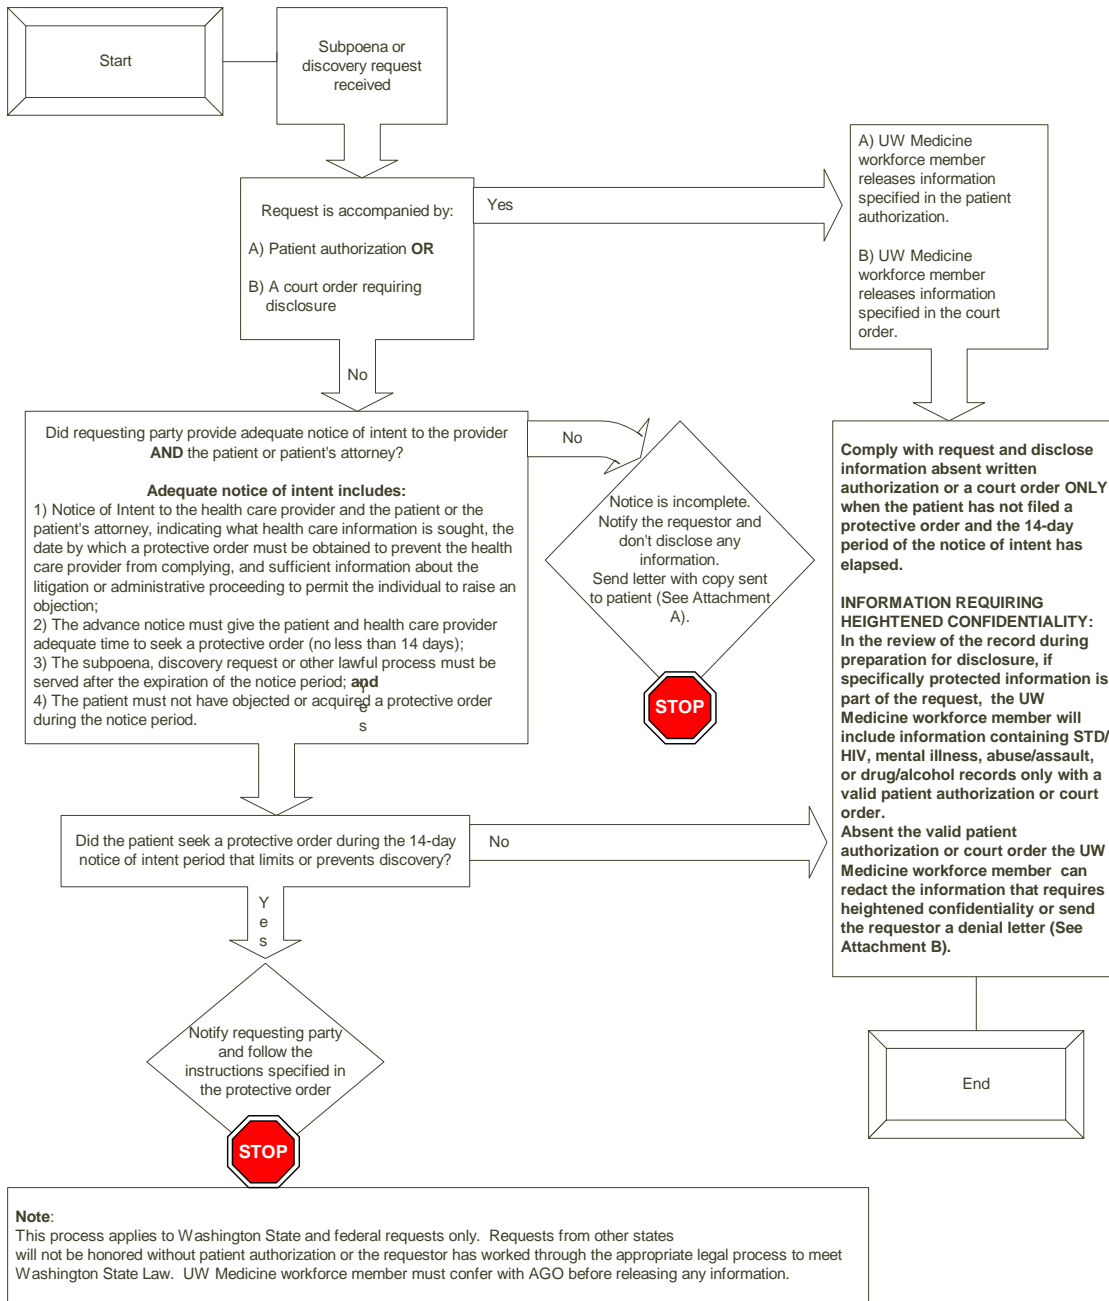 Start
Subpoena or
discovery request
received
Request is accompanied by:
A) Patient authorization OR
B) A court order requiring
disclosure
Yes
A) UW Medicine
workforce member
releases information
specified in the patient
authorization.
B) UW Medicine
workforce member
releases information
specified in the court
order.
No
Did requesting party provide adequate notice of intent to the provider
AND the patient or patient's attorney?
Adequate notice of intent includes:
1) Notice of Intent to the health care provider and the patient or the
patient's attorney, indicating what health care information is sought, the
date by which a protective order must be obtained to prevent the health
care provider from complying, and sufficient information about the
litigation or administrative proceeding to permit the individual to raise an
objection;
2) The advance notice must give the patient and health care provider
adequate time to seek a protective order (no less than 14 days);
3) The subpoena, discovery request or other lawful process must be
served after the expiration of the notice period; and
4) The patient must not have objected or acquired a protective order
during the notice period.
Yes
No
Notice is incomplete.
Notify the requestor and
don't disclose any
information.
Send letter with copy sent
to patient (See Attachment
A).
STOP
Comply with request and disclose
information absent written
authorization or a court order ONLY
when the patient has not filed a
protective order and the 14-day
period of the notice of intent has
elapsed.
INFORMATION REQUIRING
HEIGHTENED CONFIDENTIALITY:
In the review of the record during
preparation for disclosure, if
specifically protected information is
part of the request, the UW
Medicine workforce member will
include information containing STD/
HIV, mental illness, abuse/assault,
or drug/alcohol records only with a
valid patient authorization or court
order.
Absent the valid patient
authorization or court order the UW
Medicine workforce member can
redact the information that requires
heightened confidentiality or send
the requestor a denial letter (See
Attachment B).
Did the patient seek a protective order during the 14-day
notice of intent period that limits or prevents discovery?
No
Yes
Notify requesting party
and follow the
instructions specified in
the protective order
STOP
End
Note:
This process applies to Washington State and federal requests only. Requests from other states
will not be honored without patient authorization or the requestor has worked through the appropriate legal process to meet
Washington State Law. UW Medicine workforce member must confer with AGO before releasing any information.